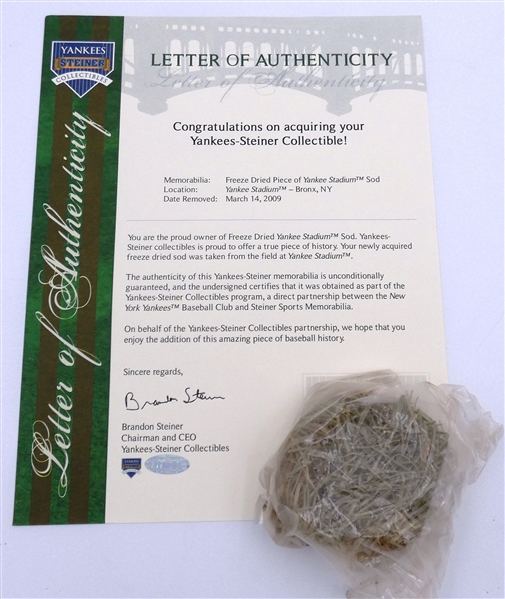 YANKEES
STEINER
COLLECTIBLES
LETTER OF AUTHENTICITY
Letter of Authenticity
Letter of Authenticity
Congratulations on acquiring your
Yankees-Steiner Collectible!
Memorabilia: Freeze Dried Piece of Yankee Stadium™ Sod
Location: Yankee Stadium™ – Bronx, NY
Date Removed: March 14, 2009
You are the proud owner of Freeze Dried Yankee Stadium™ Sod. Yankees-
Steiner collectibles is proud to offer a true piece of history. Your newly acquired
freeze dried sod was taken from the field at Yankee Stadium™.
The authenticity of this Yankees-Steiner memorabilia is unconditionally
guaranteed, and the undersigned certifies that it was obtained as part of the
Yankees-Steiner Collectibles program, a direct partnership between the New
York Yankees™ Baseball Club and Steiner Sports Memorabilia.
On behalf of the Yankees-Steiner Collectibles partnership, we hope that you
enjoy the addition of this amazing piece of baseball history.
Sincere regards,
Brandon Steiner
Brandon Steiner
Chairman and CEO
Yankees-Steiner Collectibles